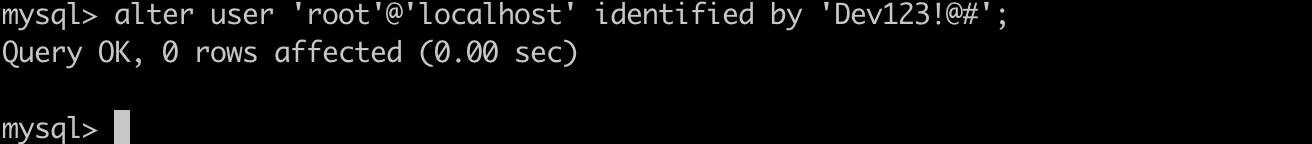 mysql> alter user 'root'@'localhost' identified by 'Dev123!@#';
Query OK, 0 rows affected (0.00 sec)
mysql>